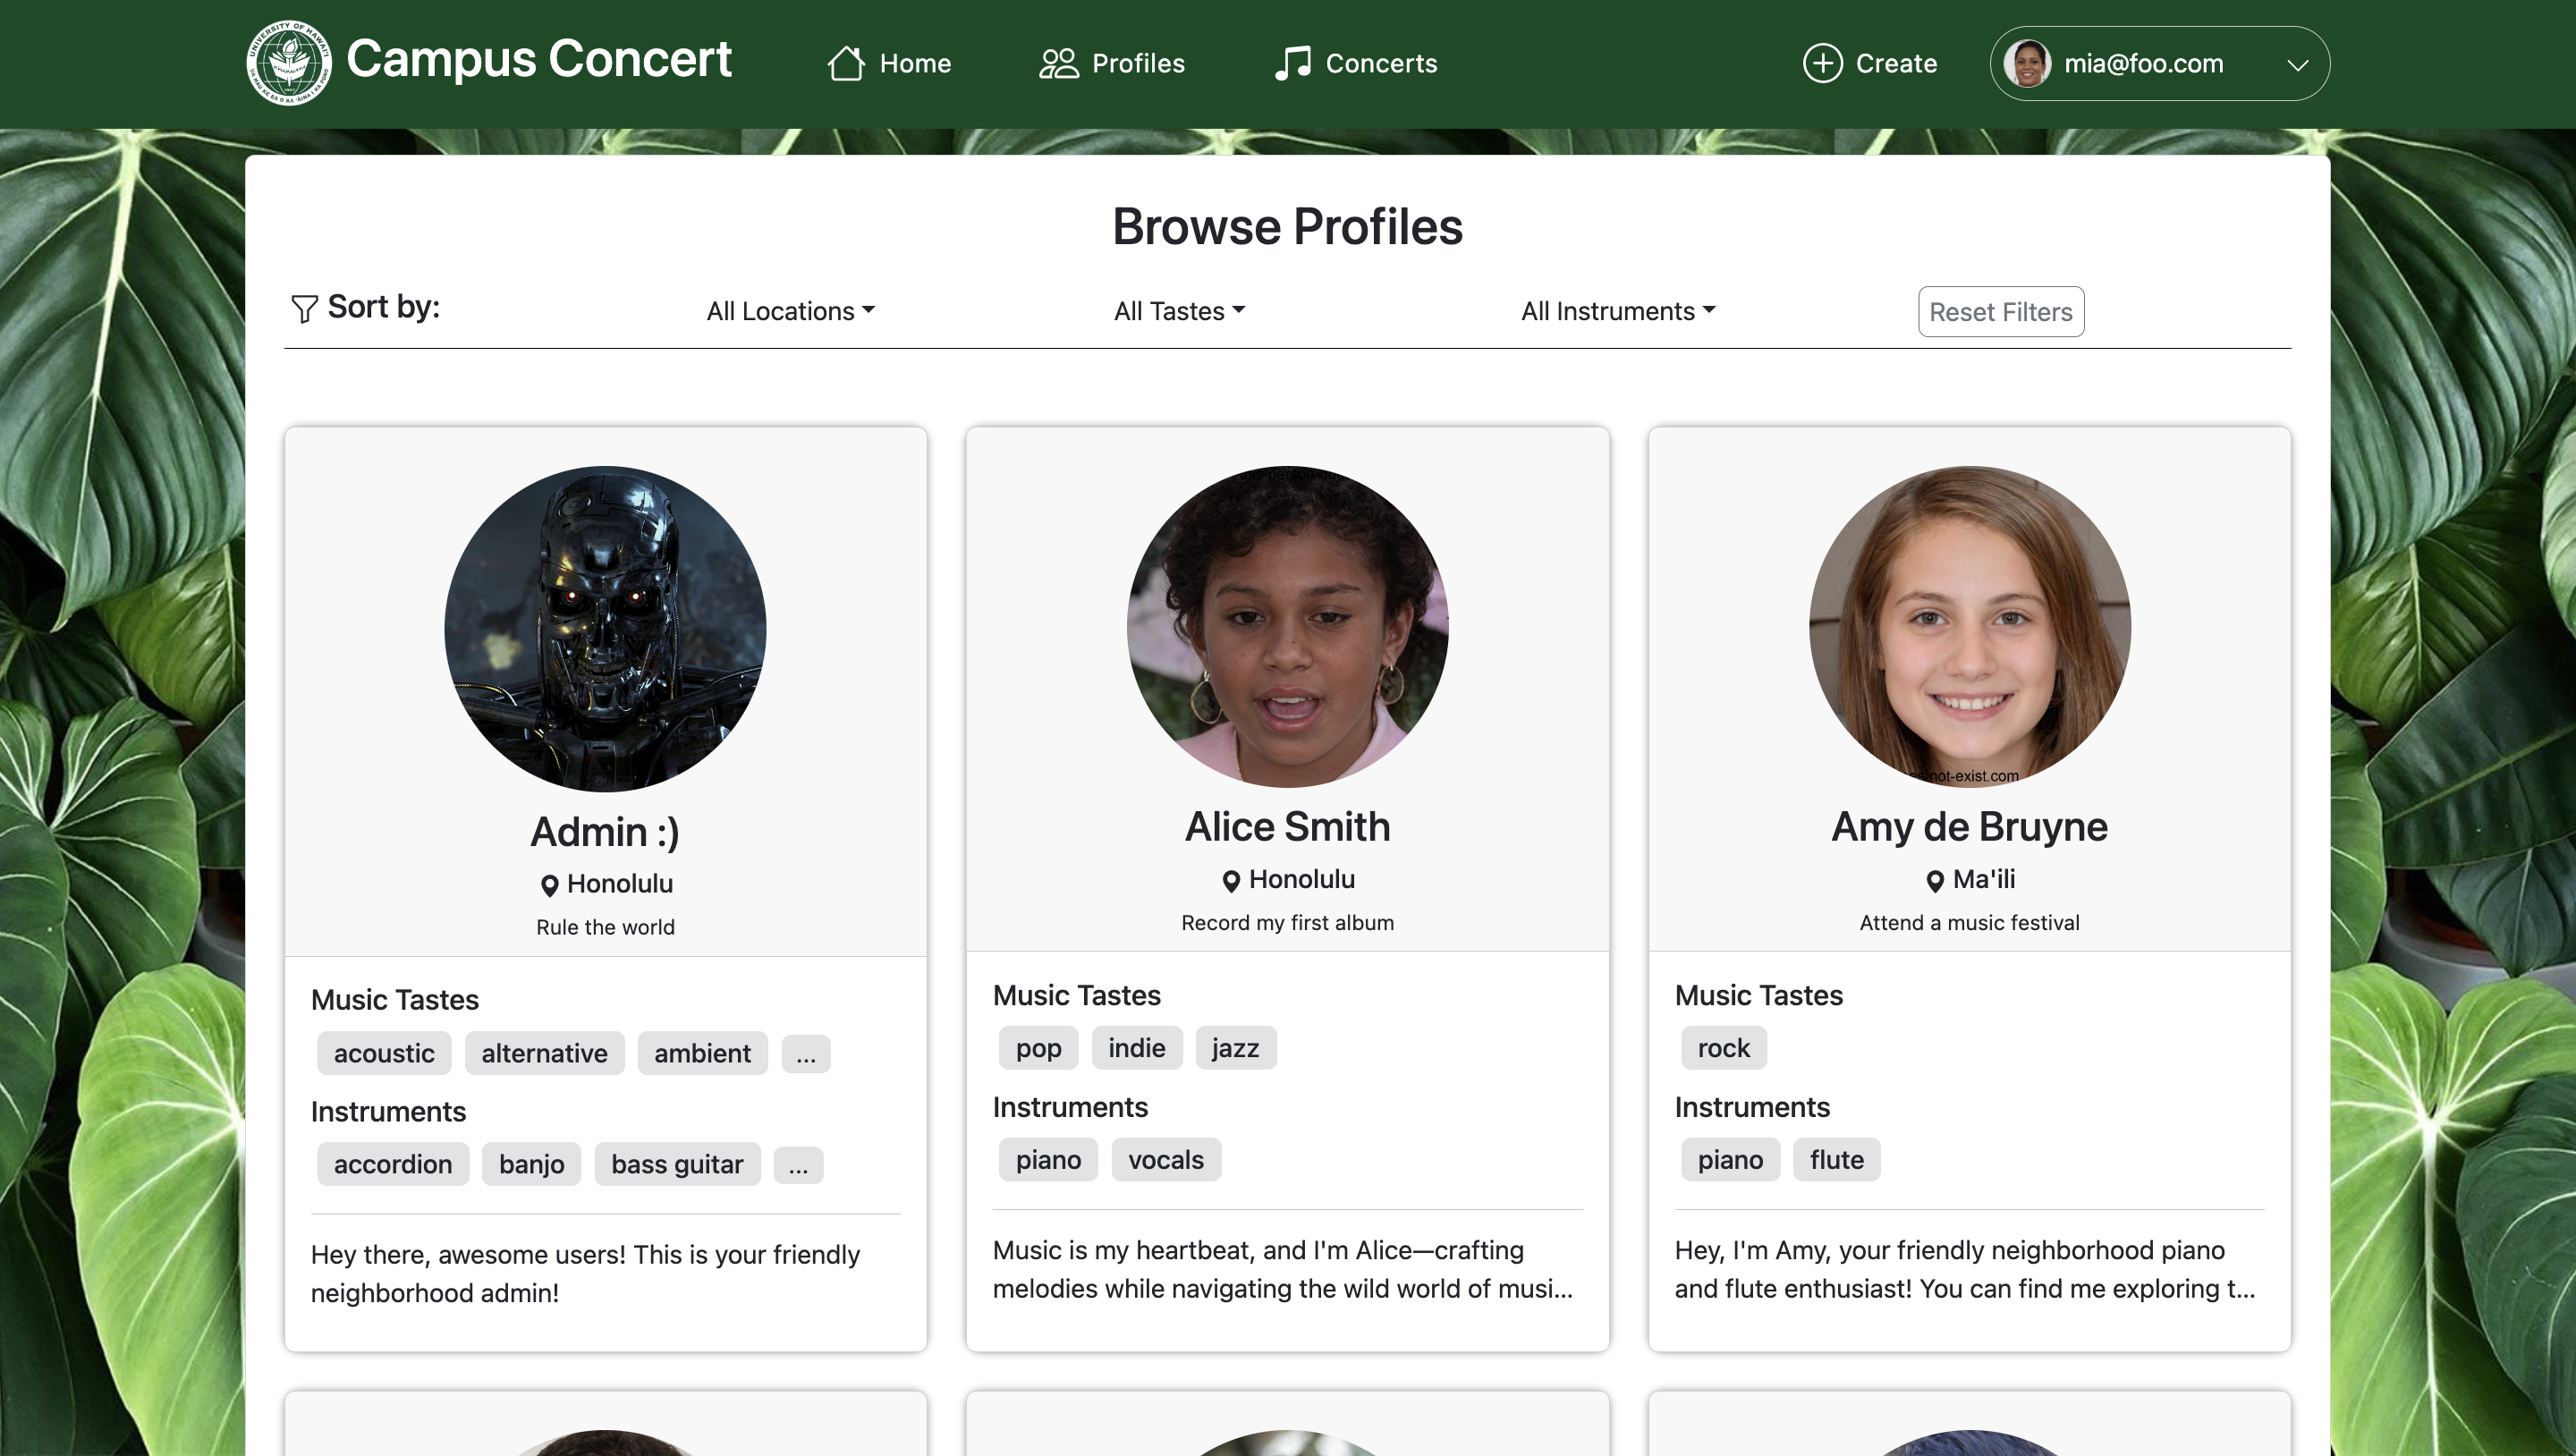 Campus Concert
Home
Profiles
Concerts
Create
mia@foo.com
UNIVERSITY OF HAWAI'I
Browse Profiles
Sort by:
All Locations
All Tastes
All Instruments
Reset Filters
Admin :)
Honolulu
Rule the world
Music Tastes
acoustic alternative ambient ...
Instruments
accordion banjo bass guitar ...
Hey there, awesome users! This is your friendly
neighborhood admin!
Alice Smith
Honolulu
Record my first album
Music Tastes
pop indie jazz
Instruments
piano vocals
Music is my heartbeat, and I'm Alice—crafting
melodies while navigating the wild world of musi...
not-exist.com
Amy de Bruyne
Ma'ili
Attend a music festival
Music Tastes
rock
Instruments
piano flute
Hey, I'm Amy, your friendly neighborhood piano
and flute enthusiast! You can find me exploring t...